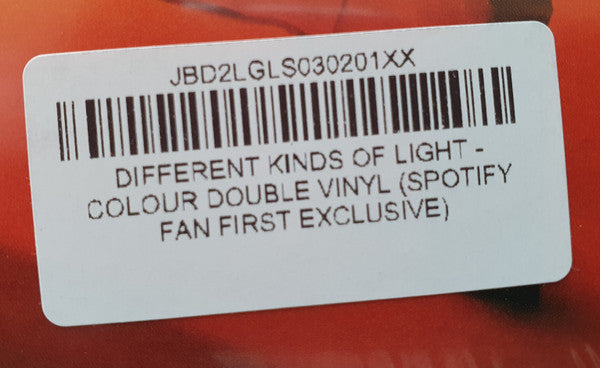 JBD2LGLS030201XX
DIFFERENT KINDS OF LIGHT -
COLOUR DOUBLE VINYL (SPOTIFY
FAN FIRST EXCLUSIVE)